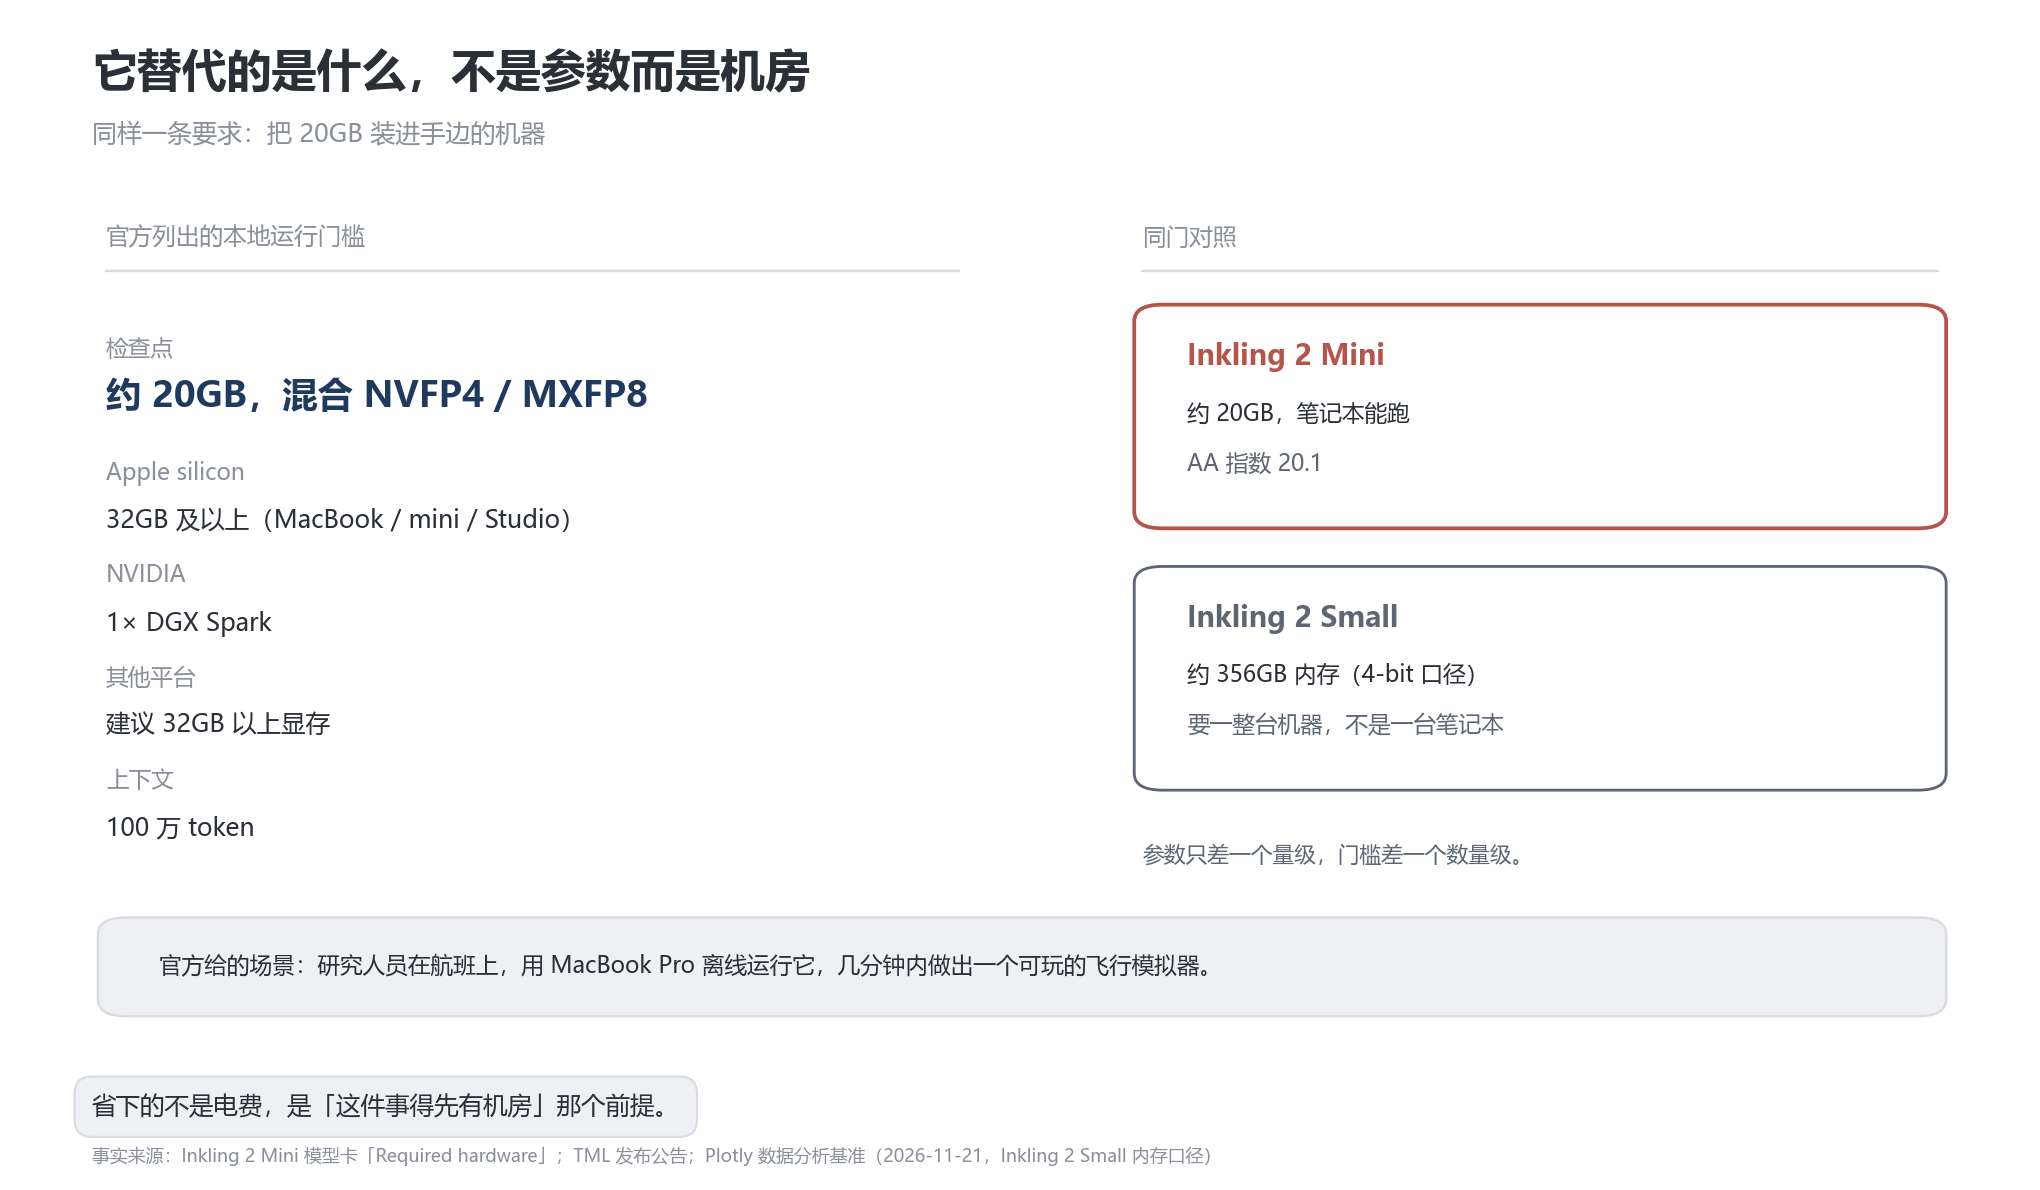 它替代的是什么，不是参数而是机房
同样一条要求：把 20GB 装进手边的机器
官方列出的本地运行门槛
检查点
约 20GB，混合 NVFP4 / MXFP8
Apple silicon
32GB 及以上（MacBook / mini / Studio）
NVIDIA
1× DGX Spark
其他平台
建议 32GB 以上显存
上下文
100 万 token
同门对照
Inkling 2 Mini
约 20GB，笔记本能跑
AA 指数 20.1
Inkling 2 Small
约 356GB 内存（4-bit 口径）
要一整台机器，不是一台笔记本
参数只差一个量级，门槛差一个数量级。
官方给的场景：研究人员在航班上，用 MacBook Pro 离线运行它，几分钟内做出一个可玩的飞行模拟器。
省下的不是电费，是「这件事得先有机房」那个前提。
事实来源：Inkling 2 Mini 模型卡「Required hardware」；TML 发布公告；Plotly 数据分析基准（2026-11-21，Inkling 2 Small 内存口径）